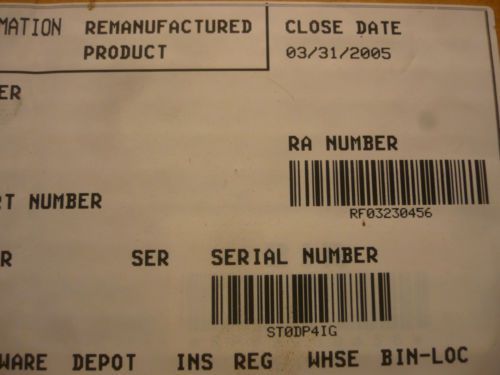 MATION REMANUFACTURED PRODUCT
CLOSE DATE
03/31/2005
ER
RA NUMBER
RF03230456
RT NUMBER
R SER SERIAL NUMBER
ST0DP4IG
WARE DEPOT INS REG WHSE BIN-LOC